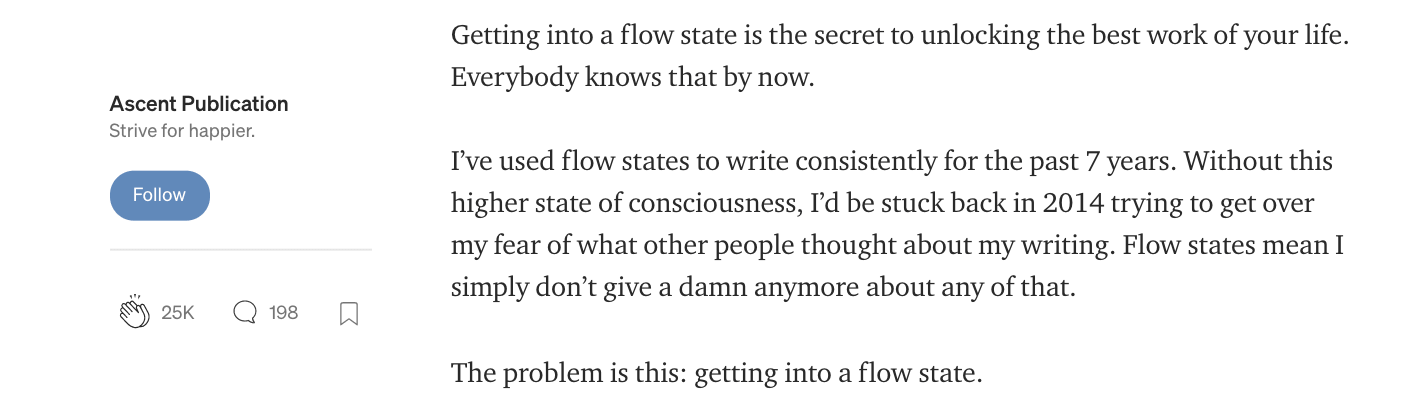 Ascent Publication
Strive for happier.
Follow
25K
198
Getting into a flow state is the secret to unlocking the best work of your life.
Everybody knows that by now.
I’ve used flow states to write consistently for the past 7 years. Without this
higher state of consciousness, I’d be stuck back in 2014 trying to get over
my fear of what other people thought about my writing. Flow states mean I
simply don’t give a damn anymore about any of that.
The problem is this: getting into a flow state.